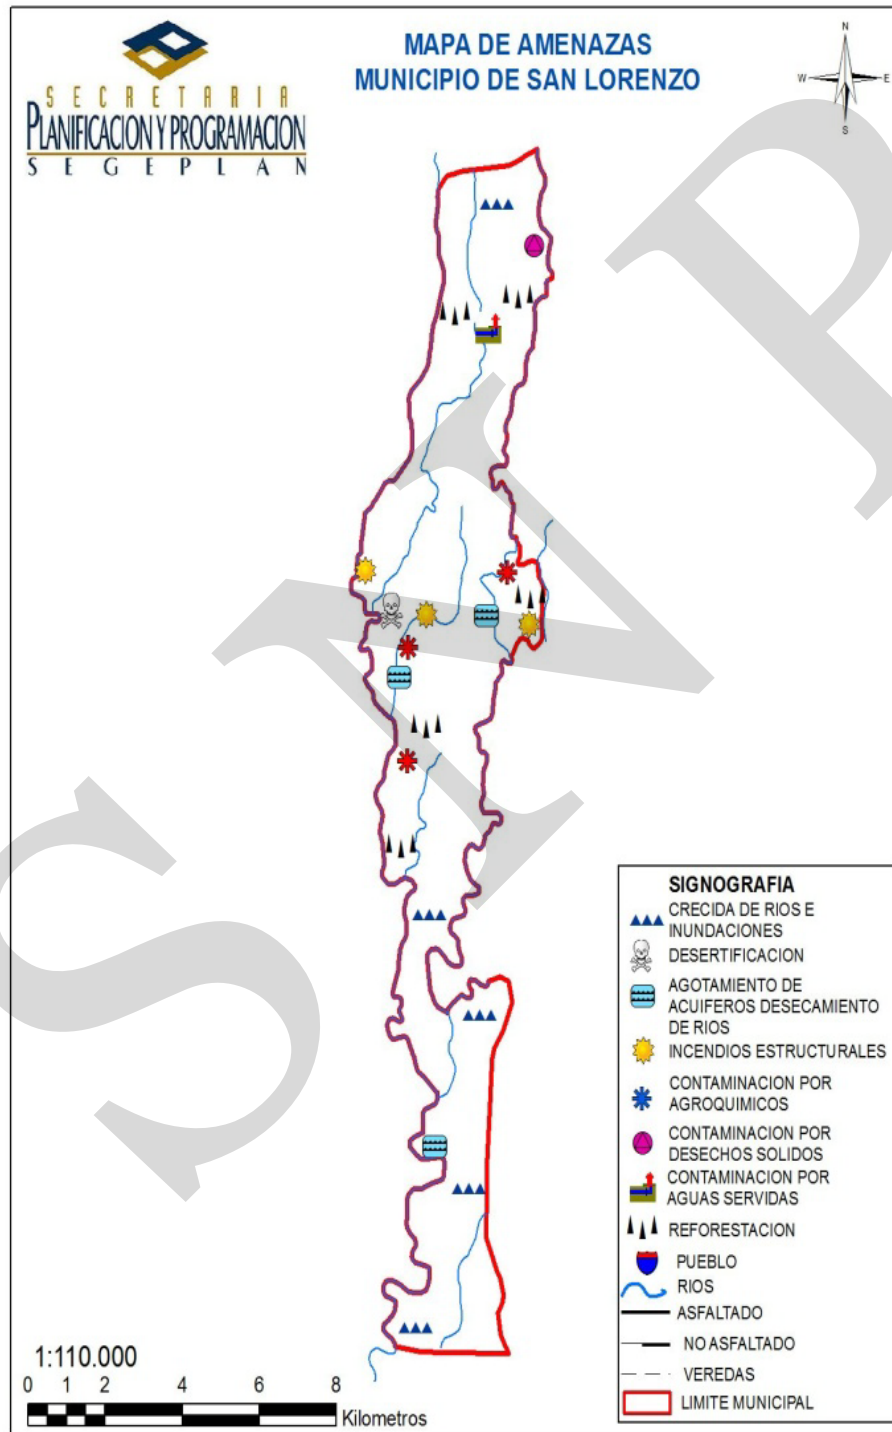 SECRETARIA
PLANIFICACION Y PROGRAMACION
SEGEPLAN
MAPA DE AMENAZAS
MUNICIPIO DE SAN LORENZO
N
W E
S
SNIP
SIGNOGRAFIA
CRECIDA DE RIOS E
INUNDACIONES
DESERTIFICACION
AGOTAMIENTO DE
ACUIFEROS DESECAMIENTO
DE RIOS
INCENDIOS ESTRUCTURALES
CONTAMINACION POR
AGROQUIMICOS
CONTAMINACION POR
DESECHOS SOLIDOS
CONTAMINACION POR
AGUAS SERVIDAS
REFORESTACION
PUEBLO
RIOS
ASFALTADO
NO ASFALTADO
VEREDAS
LIMITE MUNICIPAL
1:110.000
0 1 2 4 6 8
Kilometros